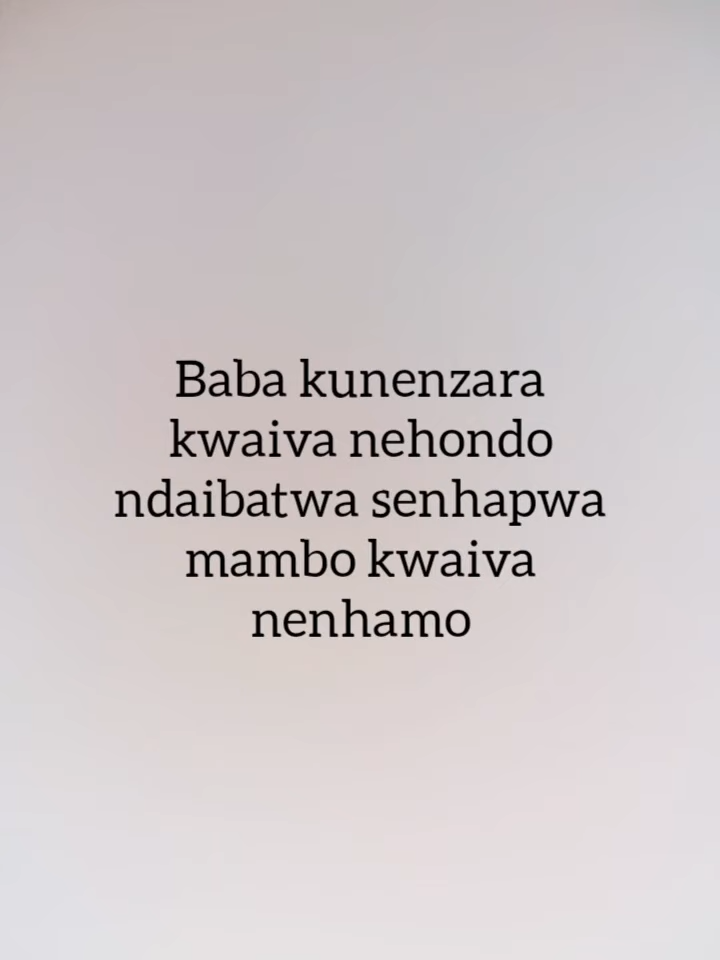 Baba kunenzara
kwaiva nehondo
ndaibatwa senhapwa
mambo kwaiva
nenhamo